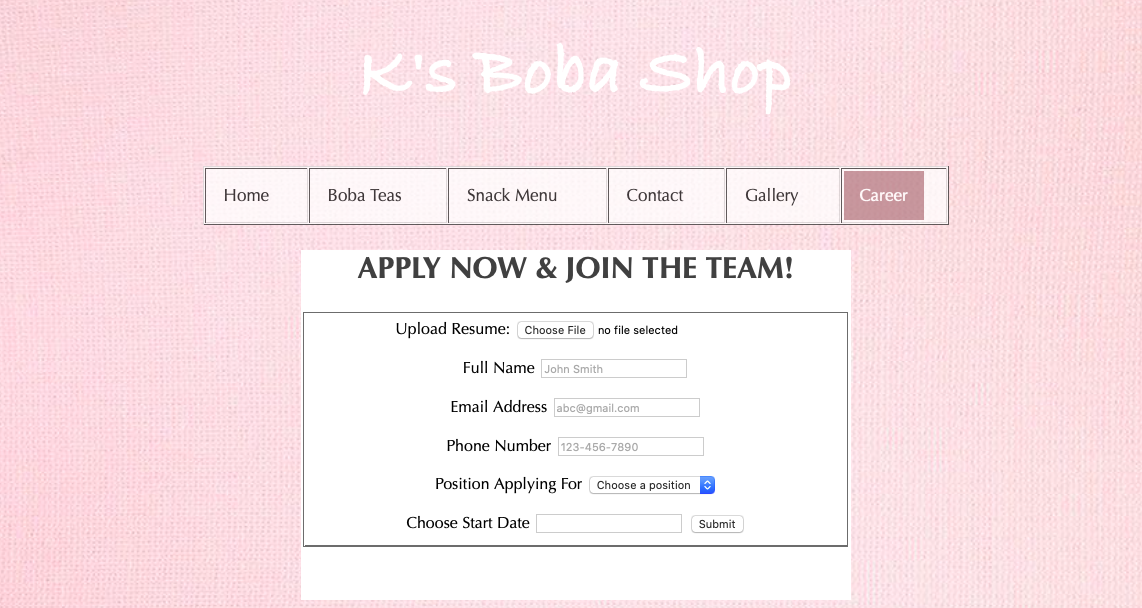 K's Boba Shop
Home Boba Teas Snack Menu Contact Gallery Career
APPLY NOW & JOIN THE TEAM!
Upload Resume: Choose File no file selected
Full Name John Smith
Email Address abc@gmail.com
Phone Number 123-456-7890
Position Applying For Choose a position
Choose Start Date Submit